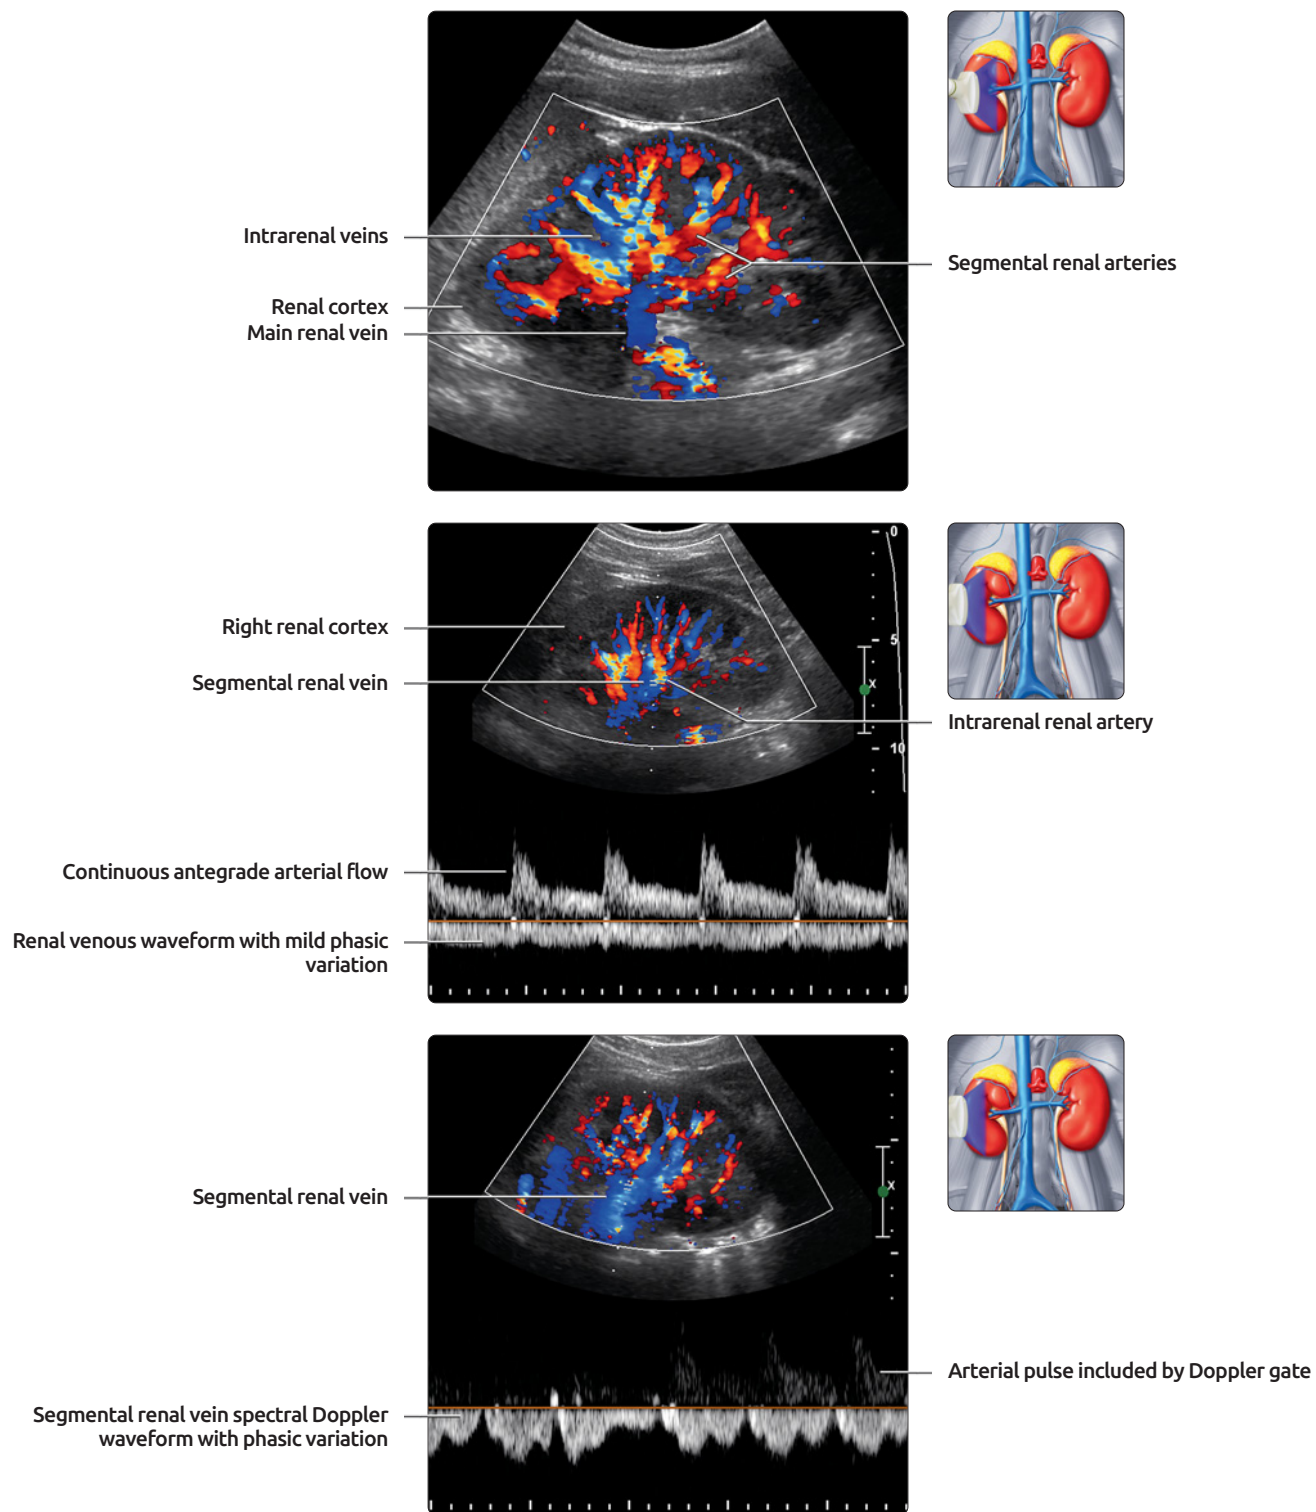 Intrarenal veins
Segmental renal arteries
Renal cortex
Main renal vein
0
Right renal cortex
5
Segmental renal vein
X
Intrarenal renal artery
10
Continuous antegrade arterial flow
Renal venous waveform with mild phasic
variation
X
Segmental renal vein
Arterial pulse included by Doppler gate
Segmental renal vein spectral Doppler
waveform with phasic variation